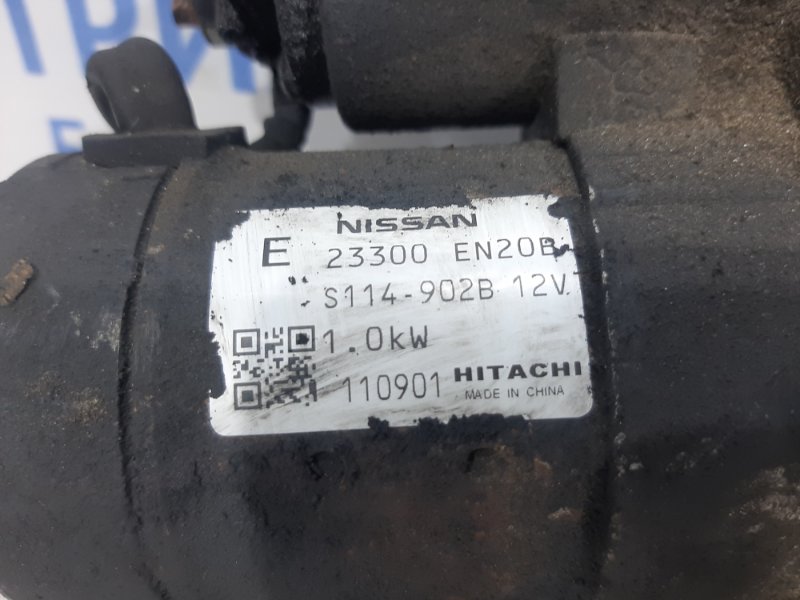 NISSAN
E 23300 EN20B
S114-902B 12V
1.0kW
110901 HITACHI
MADE IN CHINA